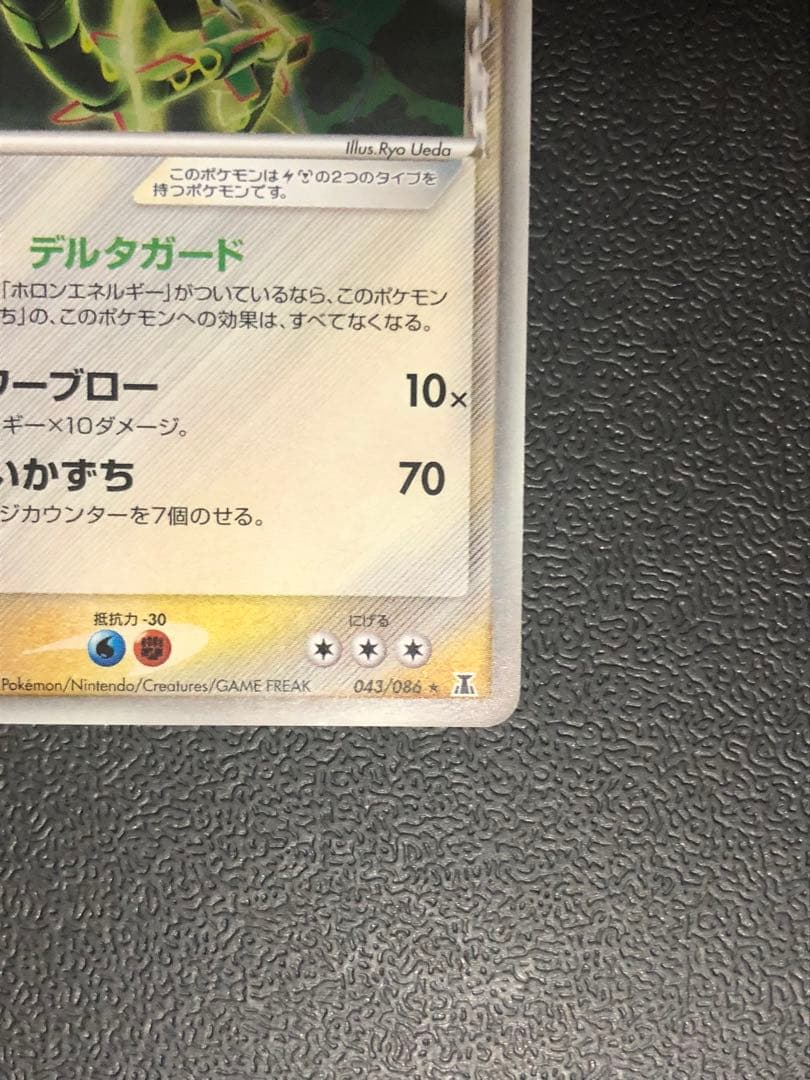 Illus.Ryo Ueda
このポケモンは の2つのタイプを
持つポケモンです。
デルタガード
「ホロンエネルギー」がついているなら、このポケモン
ち」の、このポケモンへの効果は、すべてなくなる。
ワーブロー 10×
ギー×10ダメージ。
いかずち 70
ジカウンターを7個のせる。
抵抗力 -30 にげる
Pokémon/Nintendo/Creatures/GAME FREAK 043/086 ★